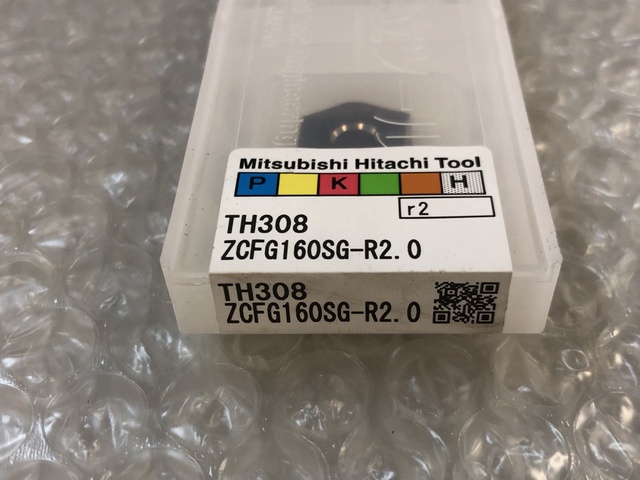 Mitsubishi Hitachi Tool
P K H
r2
TH308
ZCFG160SG-R2.0
TH308
ZCFG160SG-R2.0